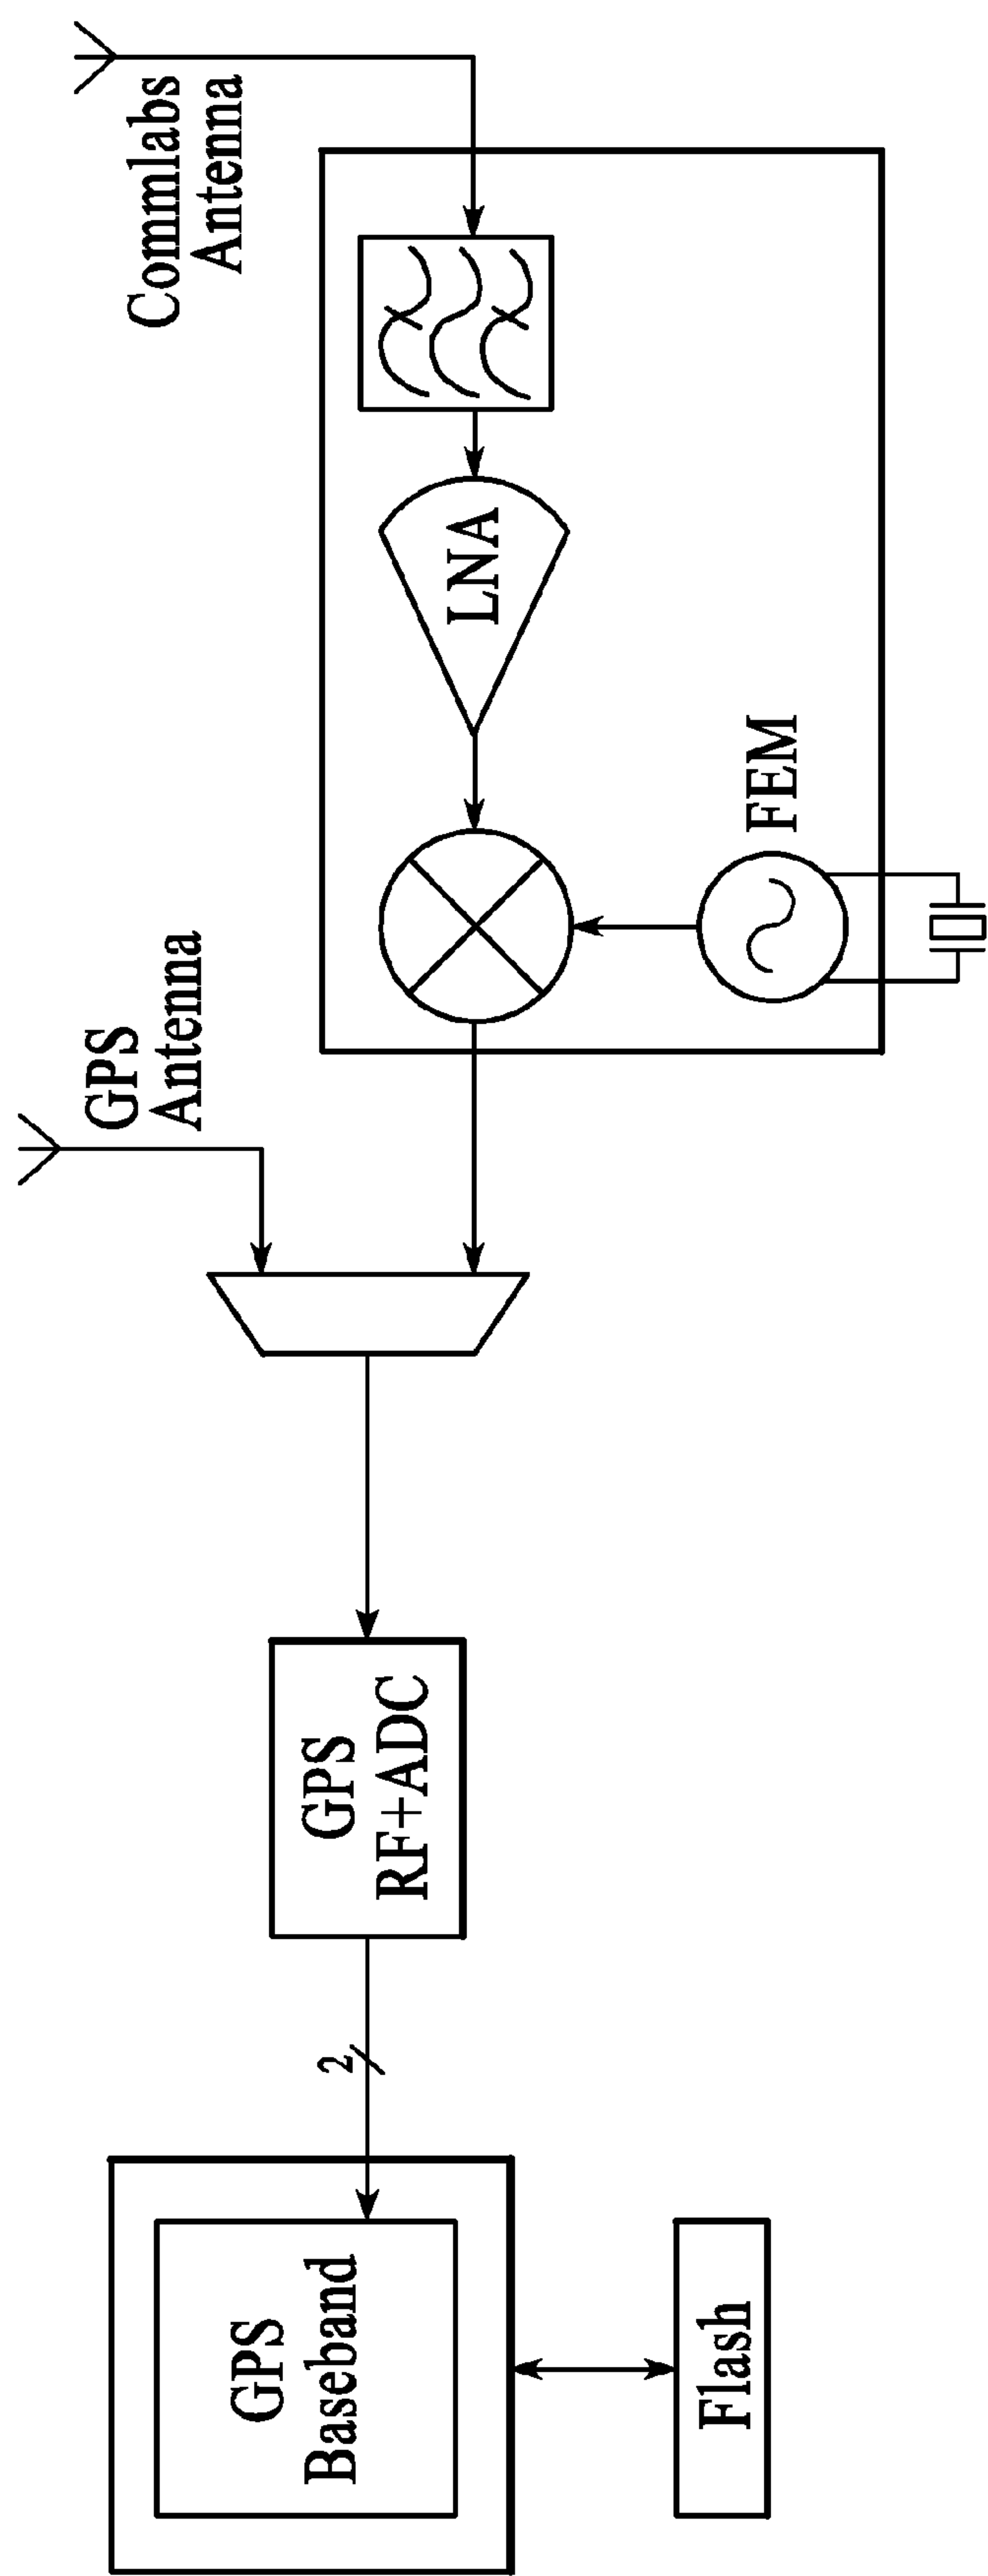 Commlabs
Antenna
LNA
FEM
GPS
Antenna
GPS
RF+ADC
2
GPS
Baseband
Flash